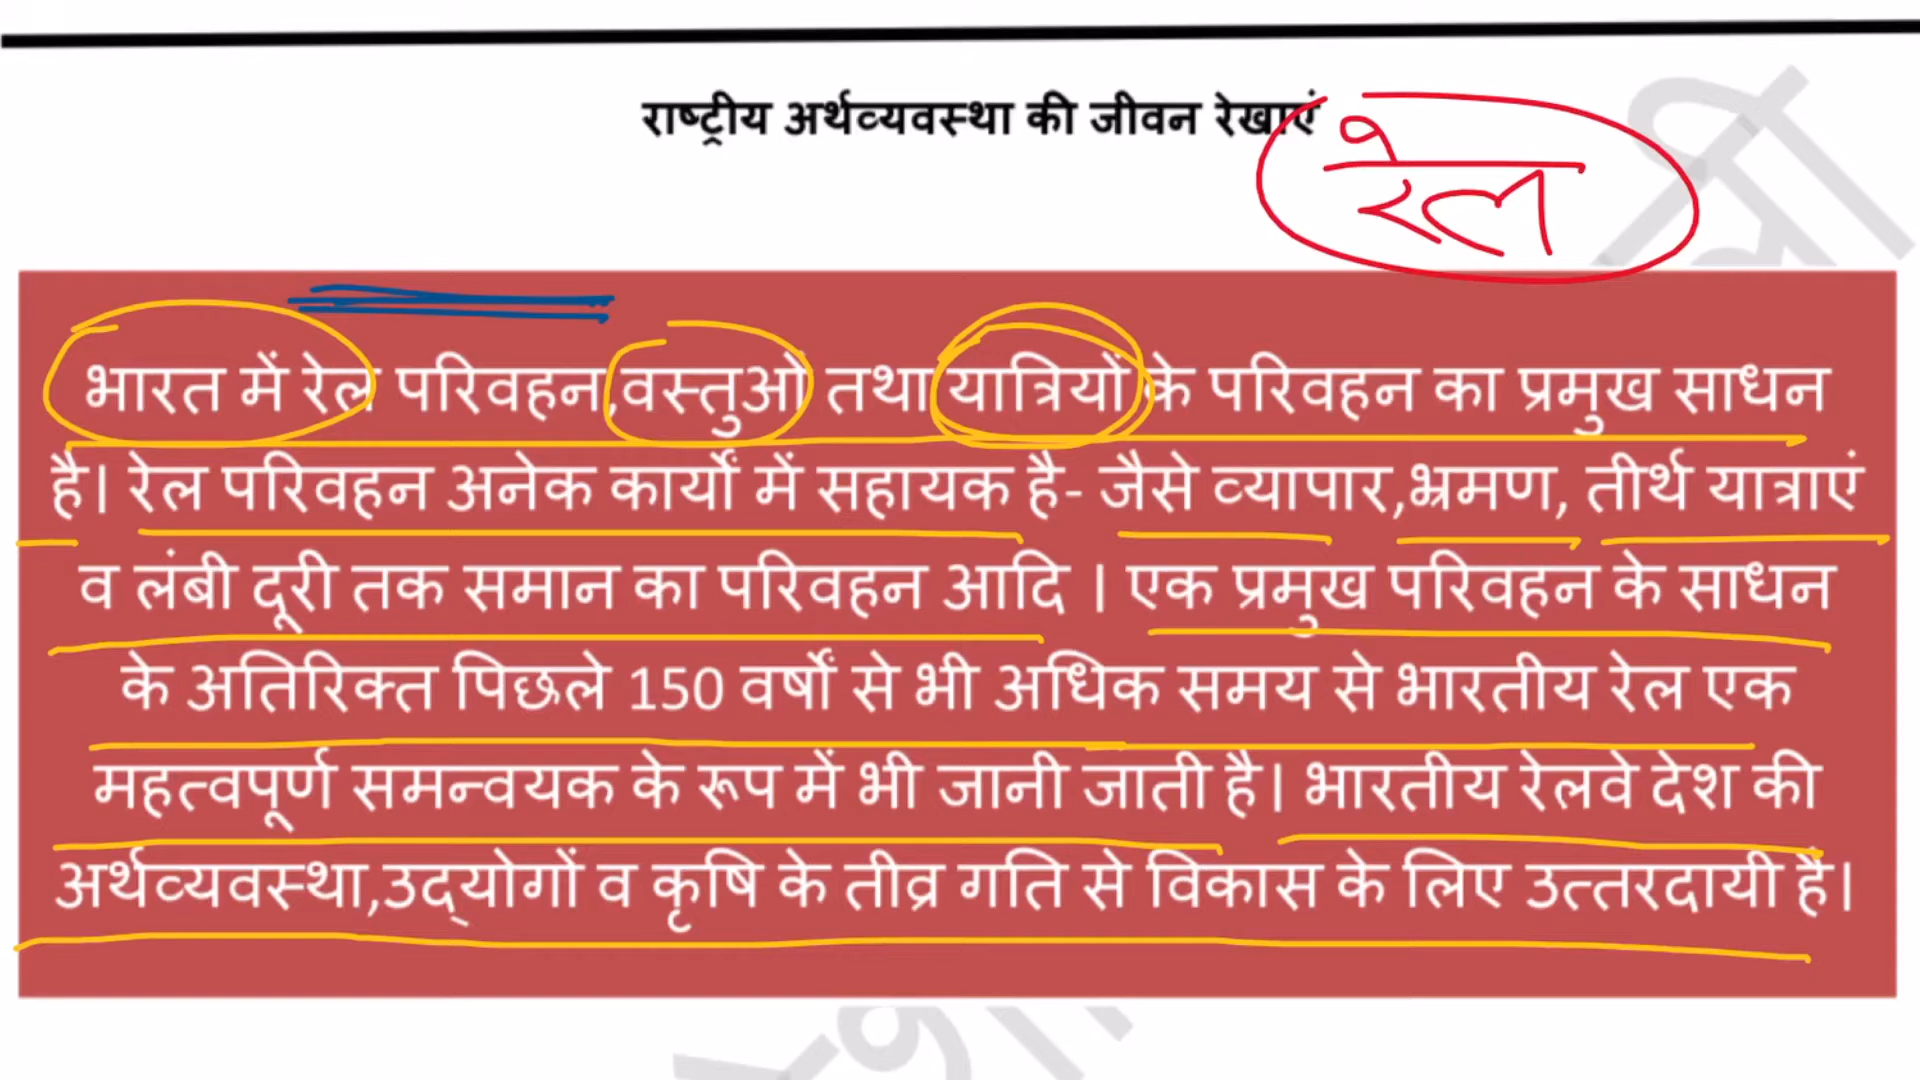 राष्ट्रीय अर्थव्यवस्था की जीवन रेखाएं
रेल
भारत में रेल परिवहन,वस्तुओं तथा यात्रियों के परिवहन का प्रमुख साधन
है। रेल परिवहन अनेक कार्यों में सहायक है- जैसे व्यापार,भ्रमण, तीर्थ यात्राएं
व लंबी दूरी तक समान का परिवहन आदि । एक प्रमुख परिवहन के साधन
के अतिरिक्त पिछले 150 वर्षों से भी अधिक समय से भारतीय रेल एक
महत्वपूर्ण समन्वयक के रूप में भी जानी जाती है। भारतीय रेलवे देश की
अर्थव्यवस्था,उद्योगों व कृषि के तीव्र गति से विकास के लिए उत्तरदायी है।